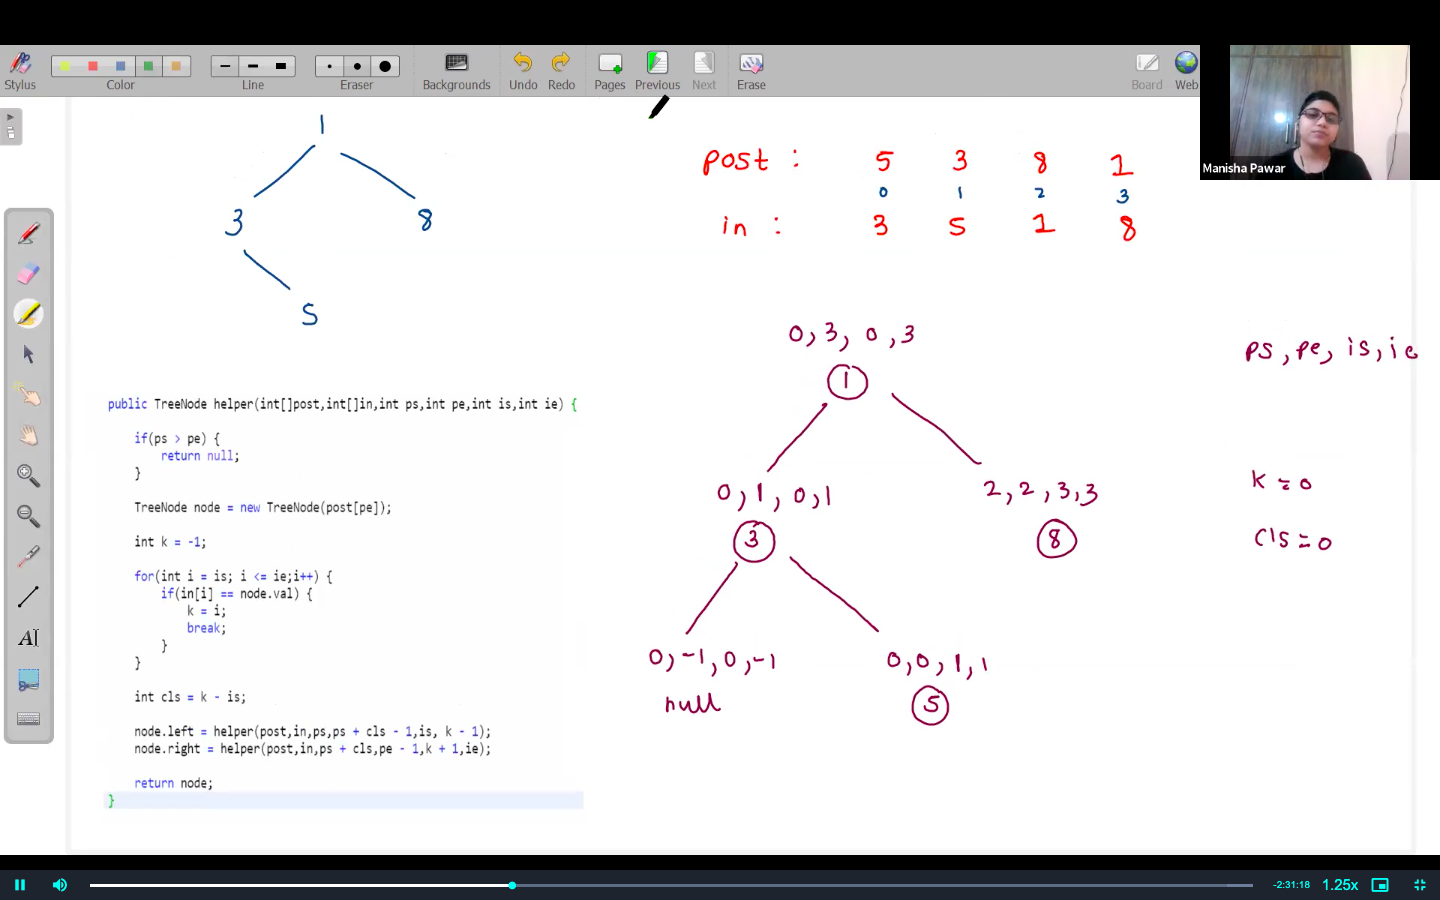 Stylus
Color
Line
Eraser
Backgrounds
Undo
Redo
Pages
Previous
Next
Erase
Board
Web
Manisha Pawar
1
3 8
5
post : 5 3 8 1
0 1 2 3
in : 3 5 1 8
0, 3, 0, 3
1
ps, pe, is, ie
0, 1, 0, 1
3
2, 2, 3, 3
8
k = 0
cls = 0
0, -1, 0, -1
null
0, 0, 1, 1
5
public TreeNode helper(int[]post,int[]in,int ps,int pe,int is,int ie) {
if(ps > pe) {
return null;
}
TreeNode node = new TreeNode(post[pe]);
int k = -1;
for(int i = is; i <= ie;i++) {
if(in[i] == node.val) {
k = i;
break;
}
}
int cls = k - is;
node.left = helper(post,in,ps,ps + cls - 1,is, k - 1);
node.right = helper(post,in,ps + cls,pe - 1,k + 1,ie);
return node;
}
AI
-2:31:18
1.25x